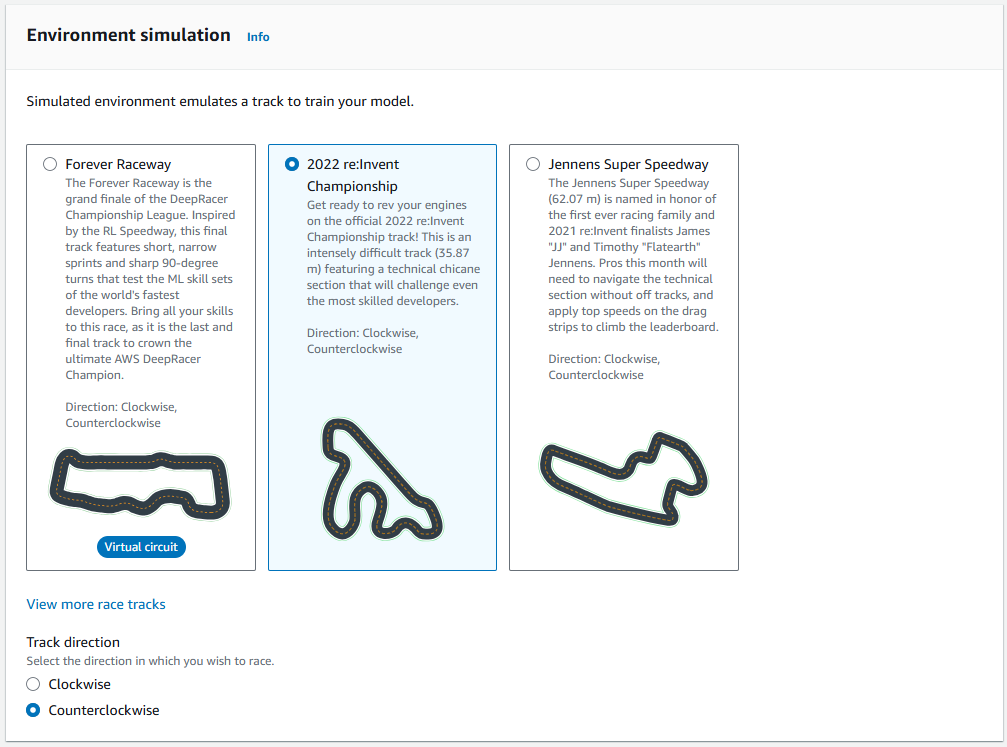 Environment simulation Info
Simulated environment emulates a track to train your model.
Forever Raceway
The Forever Raceway is the
grand finale of the DeepRacer
Championship League. Inspired
by the RL Speedway, this final
track features short, narrow
sprints and sharp 90-degree
turns that test the ML skill sets
of the world's fastest
developers. Bring all your skills
to this race, as it is the last and
final track to crown the
ultimate AWS DeepRacer
Champion.
Direction: Clockwise,
Counterclockwise
Virtual circuit
2022 re:Invent
Championship
Get ready to rev your engines
on the official 2022 re:Invent
Championship track! This is an
intensely difficult track (35.87
m) featuring a technical chicane
section that will challenge even
the most skilled developers.
Direction: Clockwise,
Counterclockwise
Jennens Super Speedway
The Jennens Super Speedway
(62.07 m) is named in honor of
the first ever racing family and
2021 re:Invent finalists James
"JJ" and Timothy "Flatearth"
Jennens. Pros this month will
need to navigate the technical
section without off tracks, and
apply top speeds on the drag
strips to climb the leaderboard.
Direction: Clockwise,
Counterclockwise
View more race tracks
Track direction
Select the direction in which you wish to race.
Clockwise
Counterclockwise